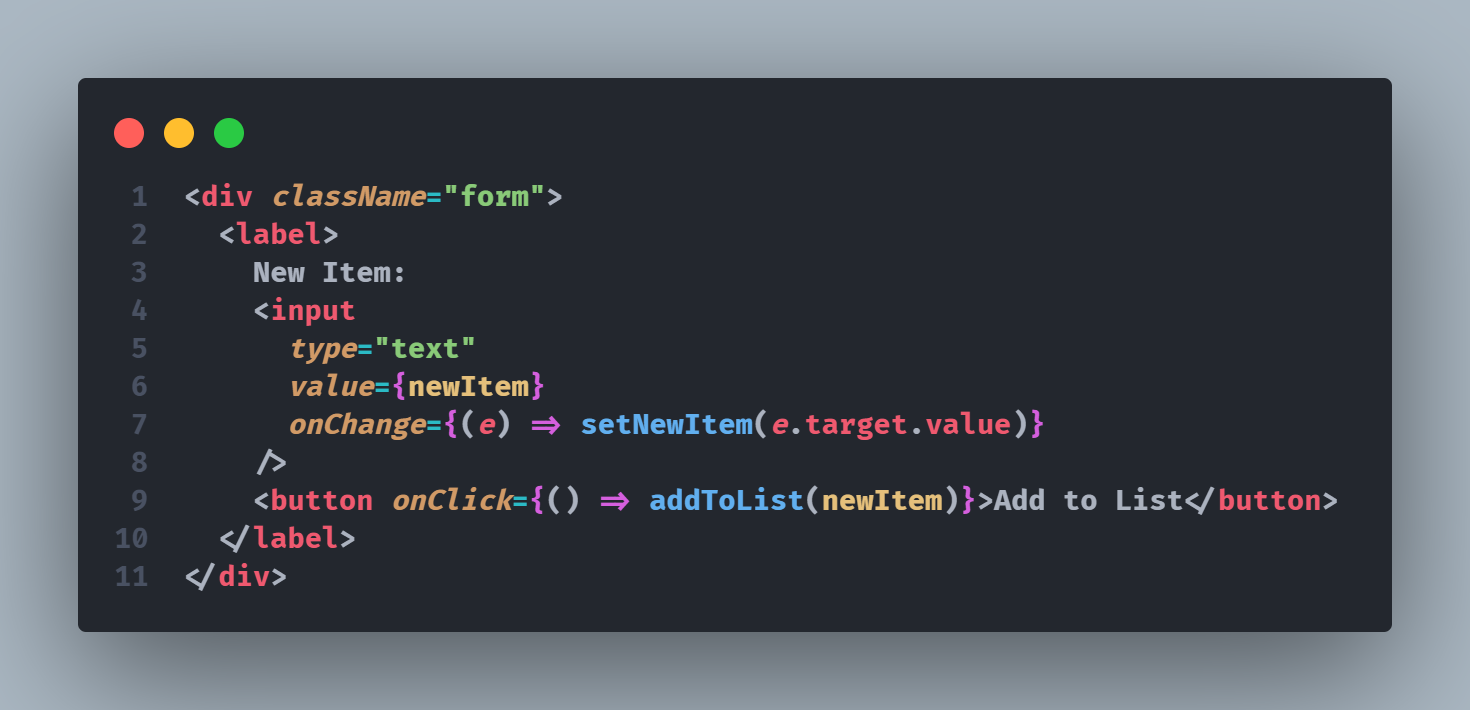 1 <div className="form">
2   <label>
3     New Item:
4     <input
5       type="text"
6       value={newItem}
7       onChange={(e) => setNewItem(e.target.value)}
8     />
9     <button onClick={() => addToList(newItem)}>Add to List</button>
10   </label>
11 </div>